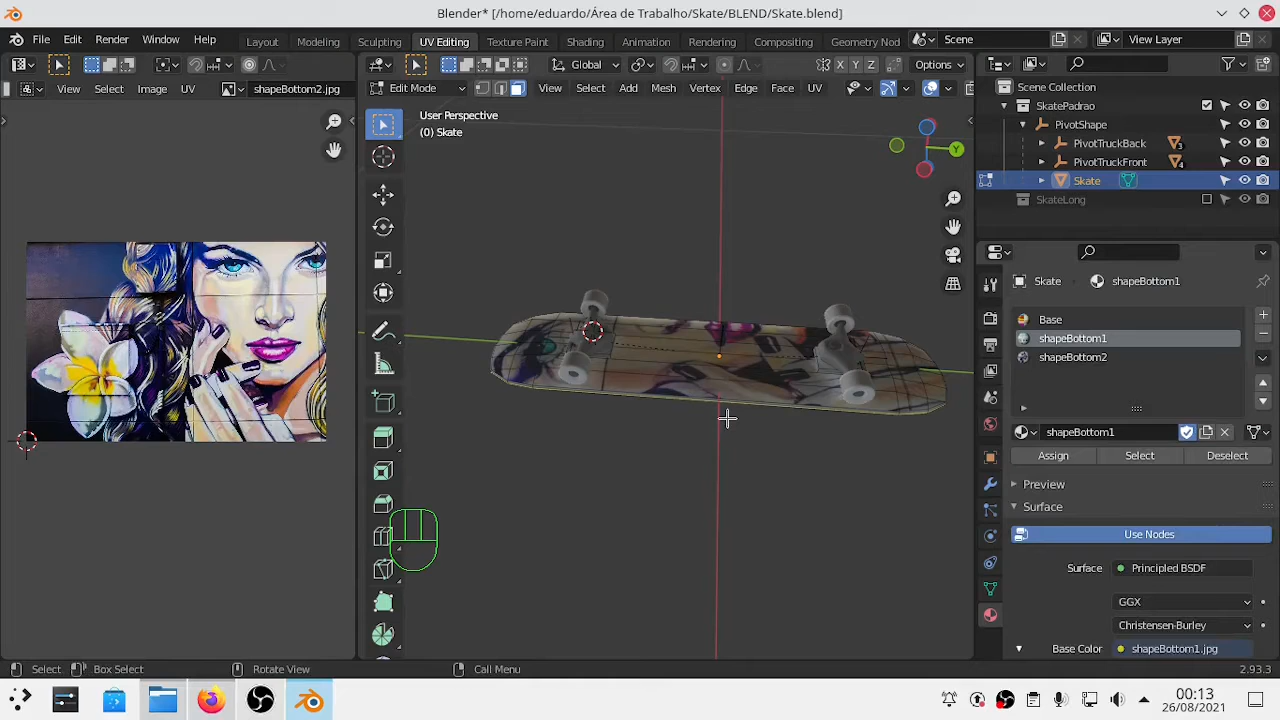 Blender* [/home/eduardo/Área de Trabalho/Skate/BLEND/Skate.blend]
File Edit Render Window Help Layout Modeling Sculpting UV Editing Texture Paint Shading Animation Rendering Compositing Geometry Nod Scene View Layer
Global X Y Z Options
View Select Image UV shapeBottom2.jpg Edit Mode View Select Add Mesh Vertex Edge Face UV
User Perspective
(0) Skate
Y
Scene Collection
SkatePadrao
PivotShape
PivotTruckBack 3
PivotTruckFront 4
Skate
SkateLong
Skate shapeBottom1
Base
shapeBottom1
shapeBottom2
shapeBottom1
Assign Select Deselect
Preview
Surface
Use Nodes
Surface Principled BSDF
GGX
Christensen-Burley
Base Color shapeBottom1.jpg
Select Box Select Rotate View Call Menu 2.93.3
00:13
26/08/2021